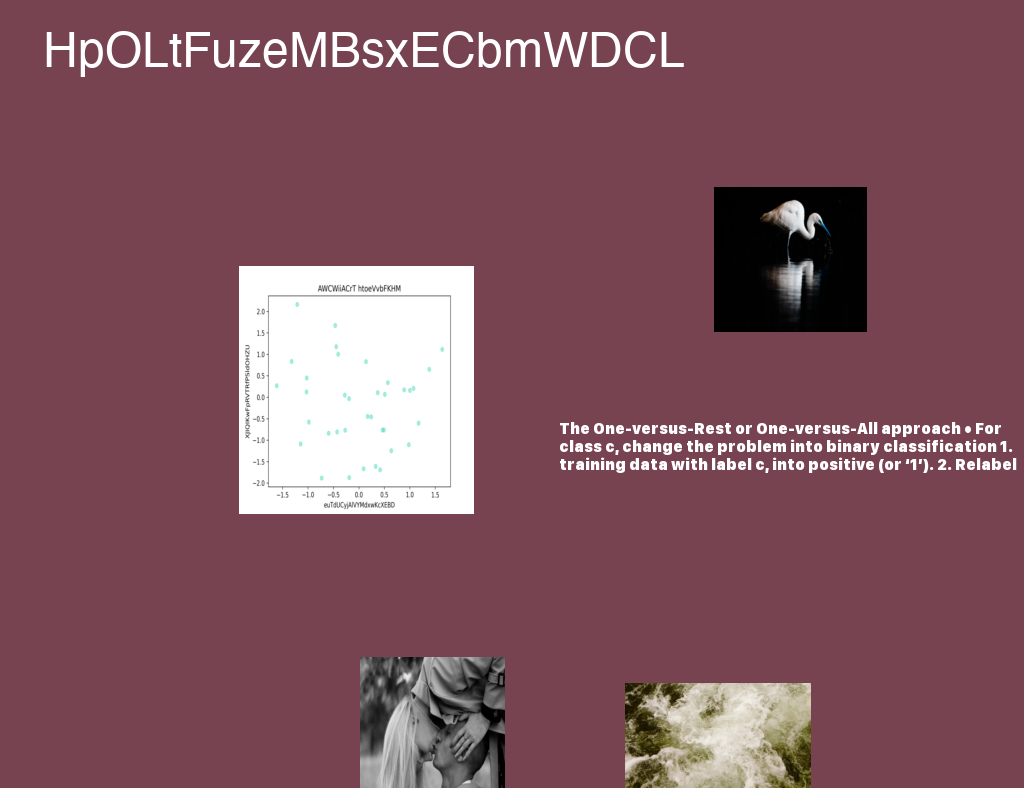 HpOLtFuzeMBsxECbmWDCL
AWCWiiACrT htoeVvbFKHM
2.0
1.5
1.0
0.5
0.0
−0.5
−1.0
−1.5
−2.0
−1.5 −1.0 −0.5 0.0 0.5 1.0 1.5
euTdUCyjAlVYMdxwKcXEBD
The One-versus-Rest or One-versus-All approach • For
class c, change the problem into binary classification 1.
training data with label c, into positive (or ‘1’). 2. Relabel